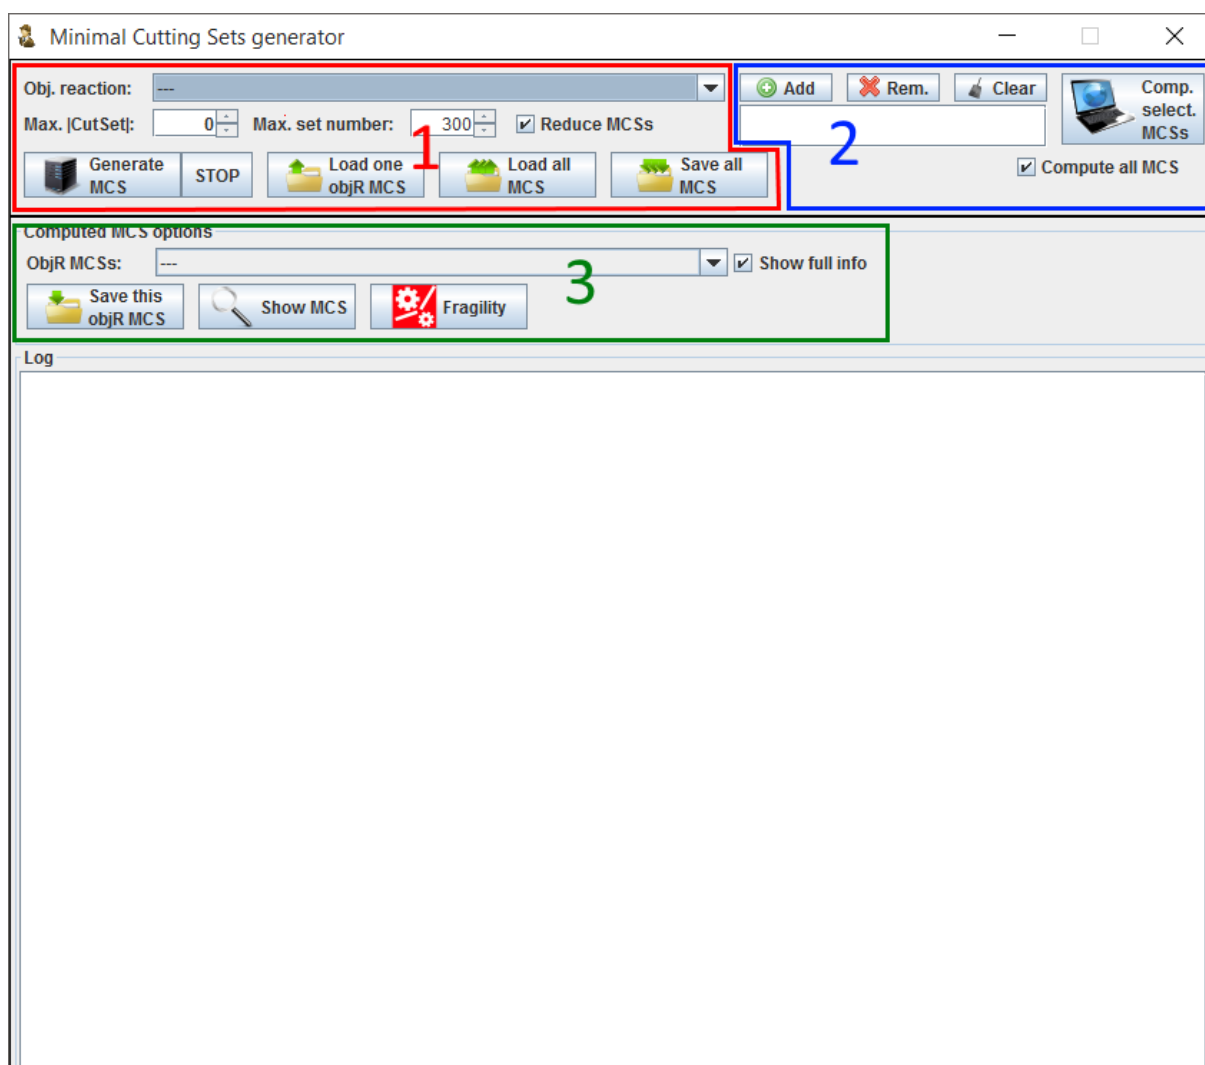 Minimal Cutting Sets generator
Obj. reaction: ---
Add Rem. Clear Comp. select. MCSs
Max. |CutSet|: 0 Max. set number: 300 Reduce MCSs
1
2
Generate MCS STOP Load one objR MCS Load all MCS Save all MCS
Compute all MCS
Computed MCS options
ObjR MCSs: --- Show full info
3
Save this objR MCS Show MCS Fragility
Log